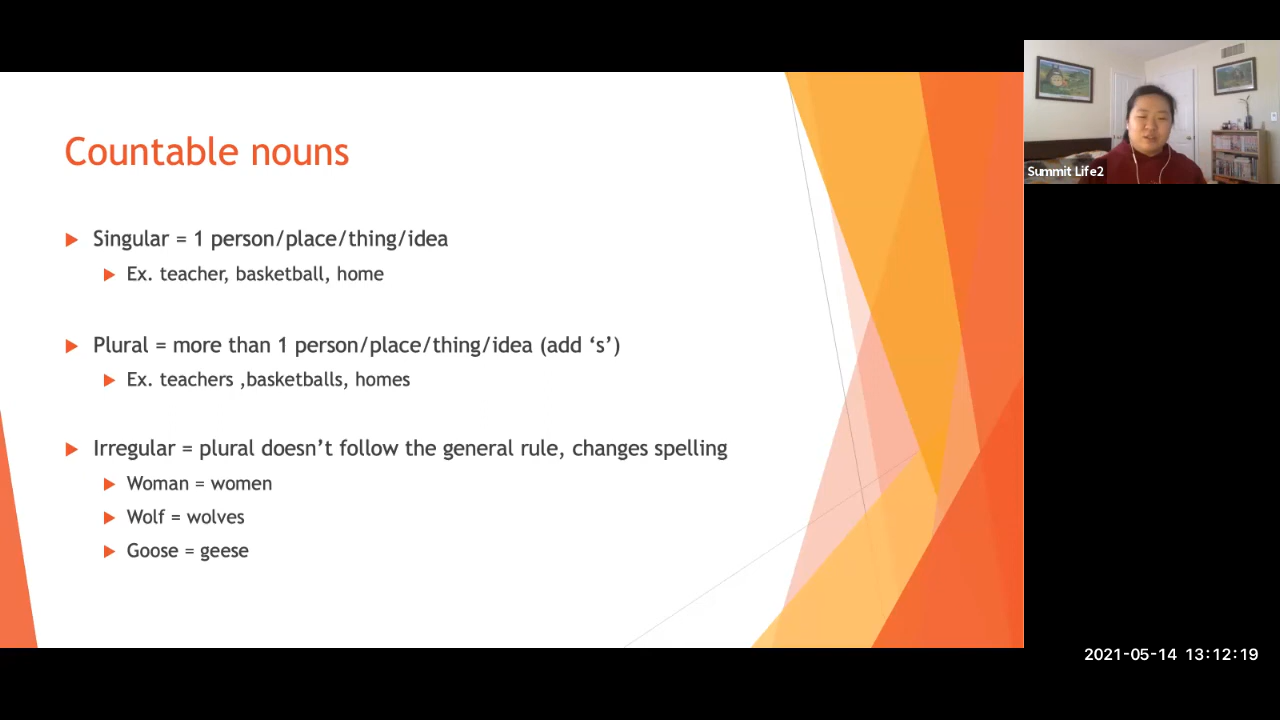 Countable nouns
Singular = 1 person/place/thing/idea
Ex. teacher, basketball, home
Plural = more than 1 person/place/thing/idea (add ‘s’)
Ex. teachers ,basketballs, homes
Irregular = plural doesn’t follow the general rule, changes spelling
Woman = women
Wolf = wolves
Goose = geese
Summit Life2
2021-05-14 13:12:19